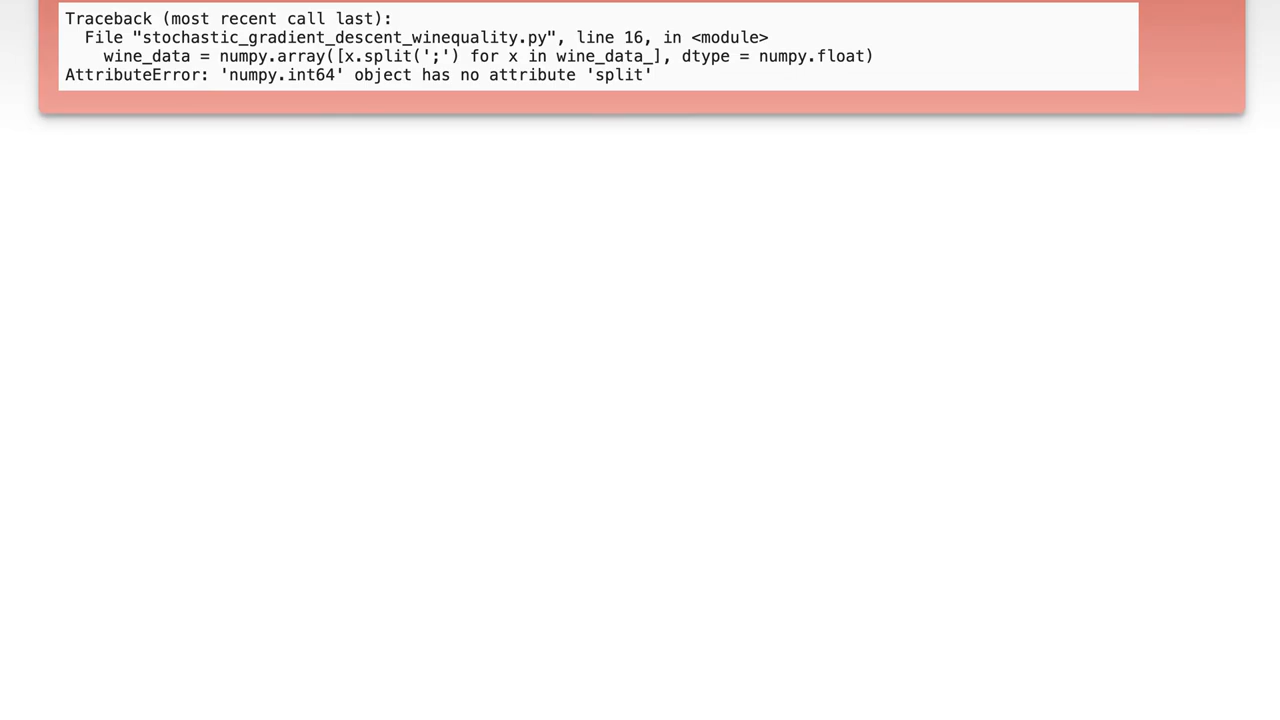 Traceback (most recent call last):
  File "stochastic_gradient_descent_winequality.py", line 16, in <module>
    wine_data = numpy.array([x.split(';') for x in wine_data_], dtype = numpy.float)
AttributeError: 'numpy.int64' object has no attribute 'split'